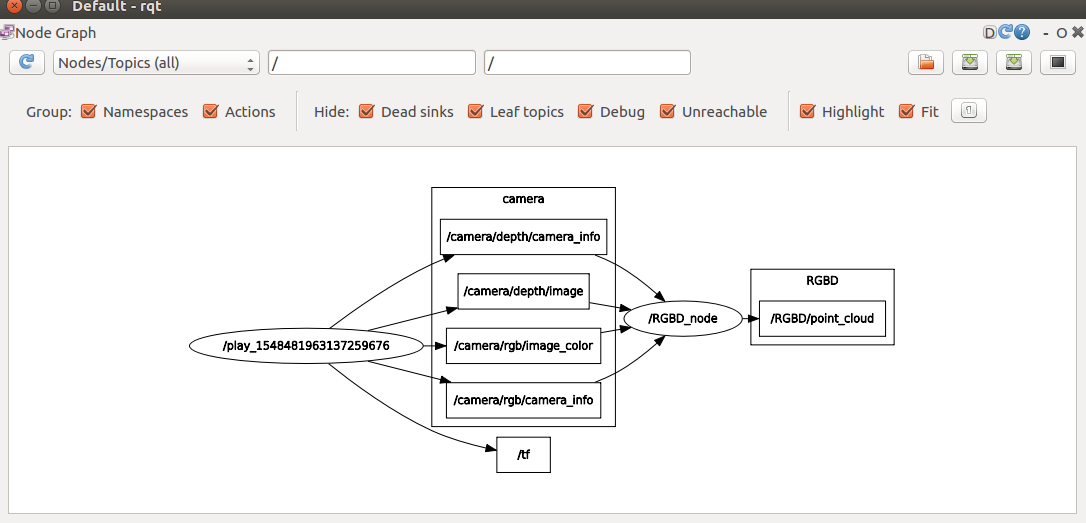 Default - rqt
Node Graph
D
- O
Nodes/Topics (all)
/
/
Group:
Namespaces
Actions
Hide:
Dead sinks
Leaf topics
Debug
Unreachable
Highlight
Fit
camera
/camera/depth/camera_info
/camera/depth/image
/camera/rgb/image_color
/camera/rgb/camera_info
/play_1548481963137259676
/tf
/RGBD_node
RGBD
/RGBD/point_cloud